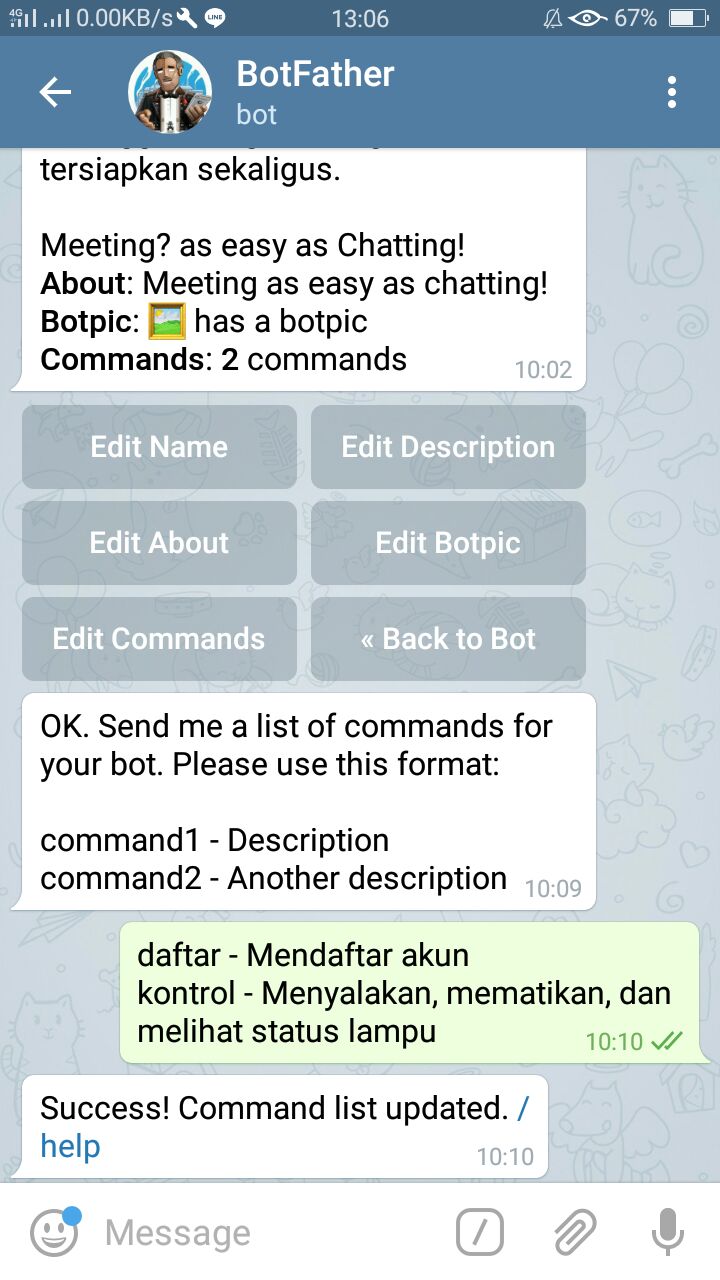 4G 0.00KB/s LINE 13:06 67%
BotFather
bot
tersiapkan sekaligus.
Meeting? as easy as Chatting!
About: Meeting as easy as chatting!
Botpic: has a botpic
Commands: 2 commands
10:02
Edit Name
Edit Description
Edit About
Edit Botpic
Edit Commands
« Back to Bot
OK. Send me a list of commands for
your bot. Please use this format:
command1 - Description
command2 - Another description
10:09
daftar - Mendaftar akun
kontrol - Menyalakan, mematikan, dan
melihat status lampu
10:10
Success! Command list updated. /
help
10:10
Message